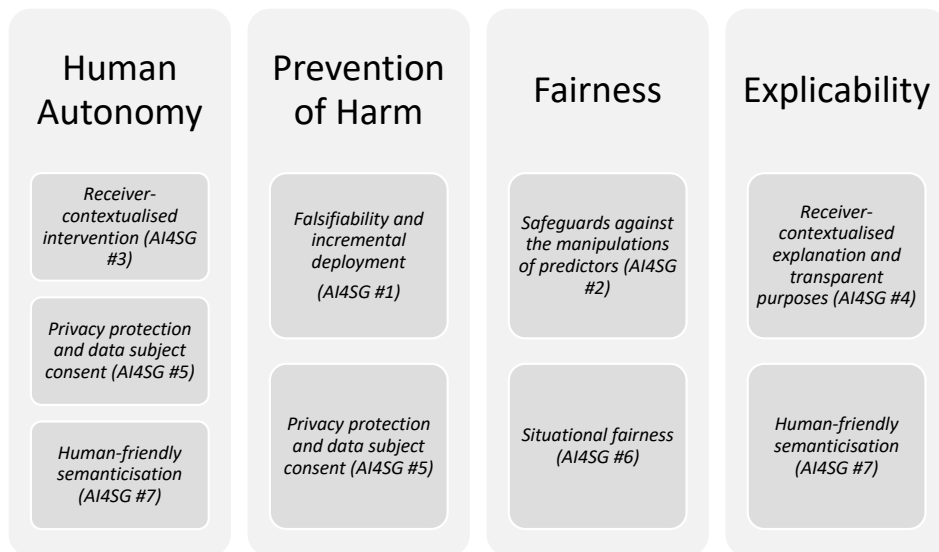 Human
Autonomy
Receiver-
contextualised
intervention (AI4SG
#3)
Privacy protection
and data subject
consent (AI4SG #5)
Human-friendly
semanticisation
(AI4SG #7)
Prevention
of Harm
Falsifiability and
incremental
deployment
(AI4SG #1)
Privacy protection
and data subject
consent (AI4SG #5)
Fairness
Safeguards against
the manipulations
of predictors (AI4SG
#2)
Situational fairness
(AI4SG #6)
Explicability
Receiver-
contextualised
explanation and
transparent
purposes (AI4SG #4)
Human-friendly
semanticisation
(AI4SG #7)